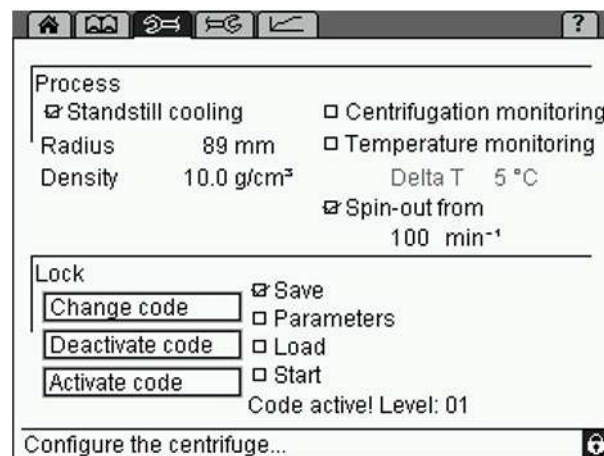 ?
Process
Standstill cooling
Radius 89 mm
Density 10.0 g/cm³
Centrifugation monitoring
Temperature monitoring
Delta T 5 °C
Spin-out from
100 min⁻¹
Lock
Change code
Deactivate code
Activate code
Save
Parameters
Load
Start
Code active! Level: 01
Configure the centrifuge...